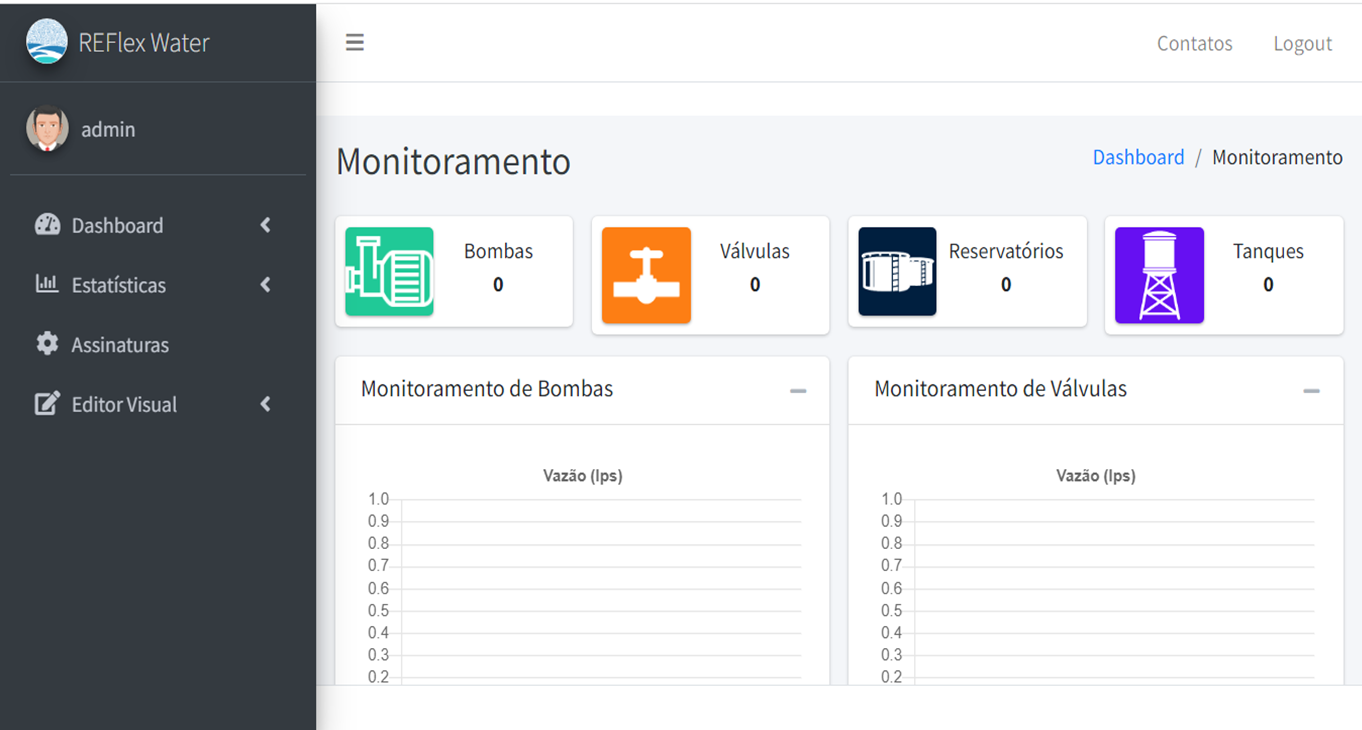 REFlex Water
admin
Dashboard
Estatísticas
Assinaturas
Editor Visual
Contatos Logout
Monitoramento
Dashboard / Monitoramento
Bombas
0
Válvulas
0
Reservatórios
0
Tanques
0
Monitoramento de Bombas
Vazão (lps)
1.0
0.9
0.8
0.7
0.6
0.5
0.4
0.3
0.2
Monitoramento de Válvulas
Vazão (lps)
1.0
0.9
0.8
0.7
0.6
0.5
0.4
0.3
0.2